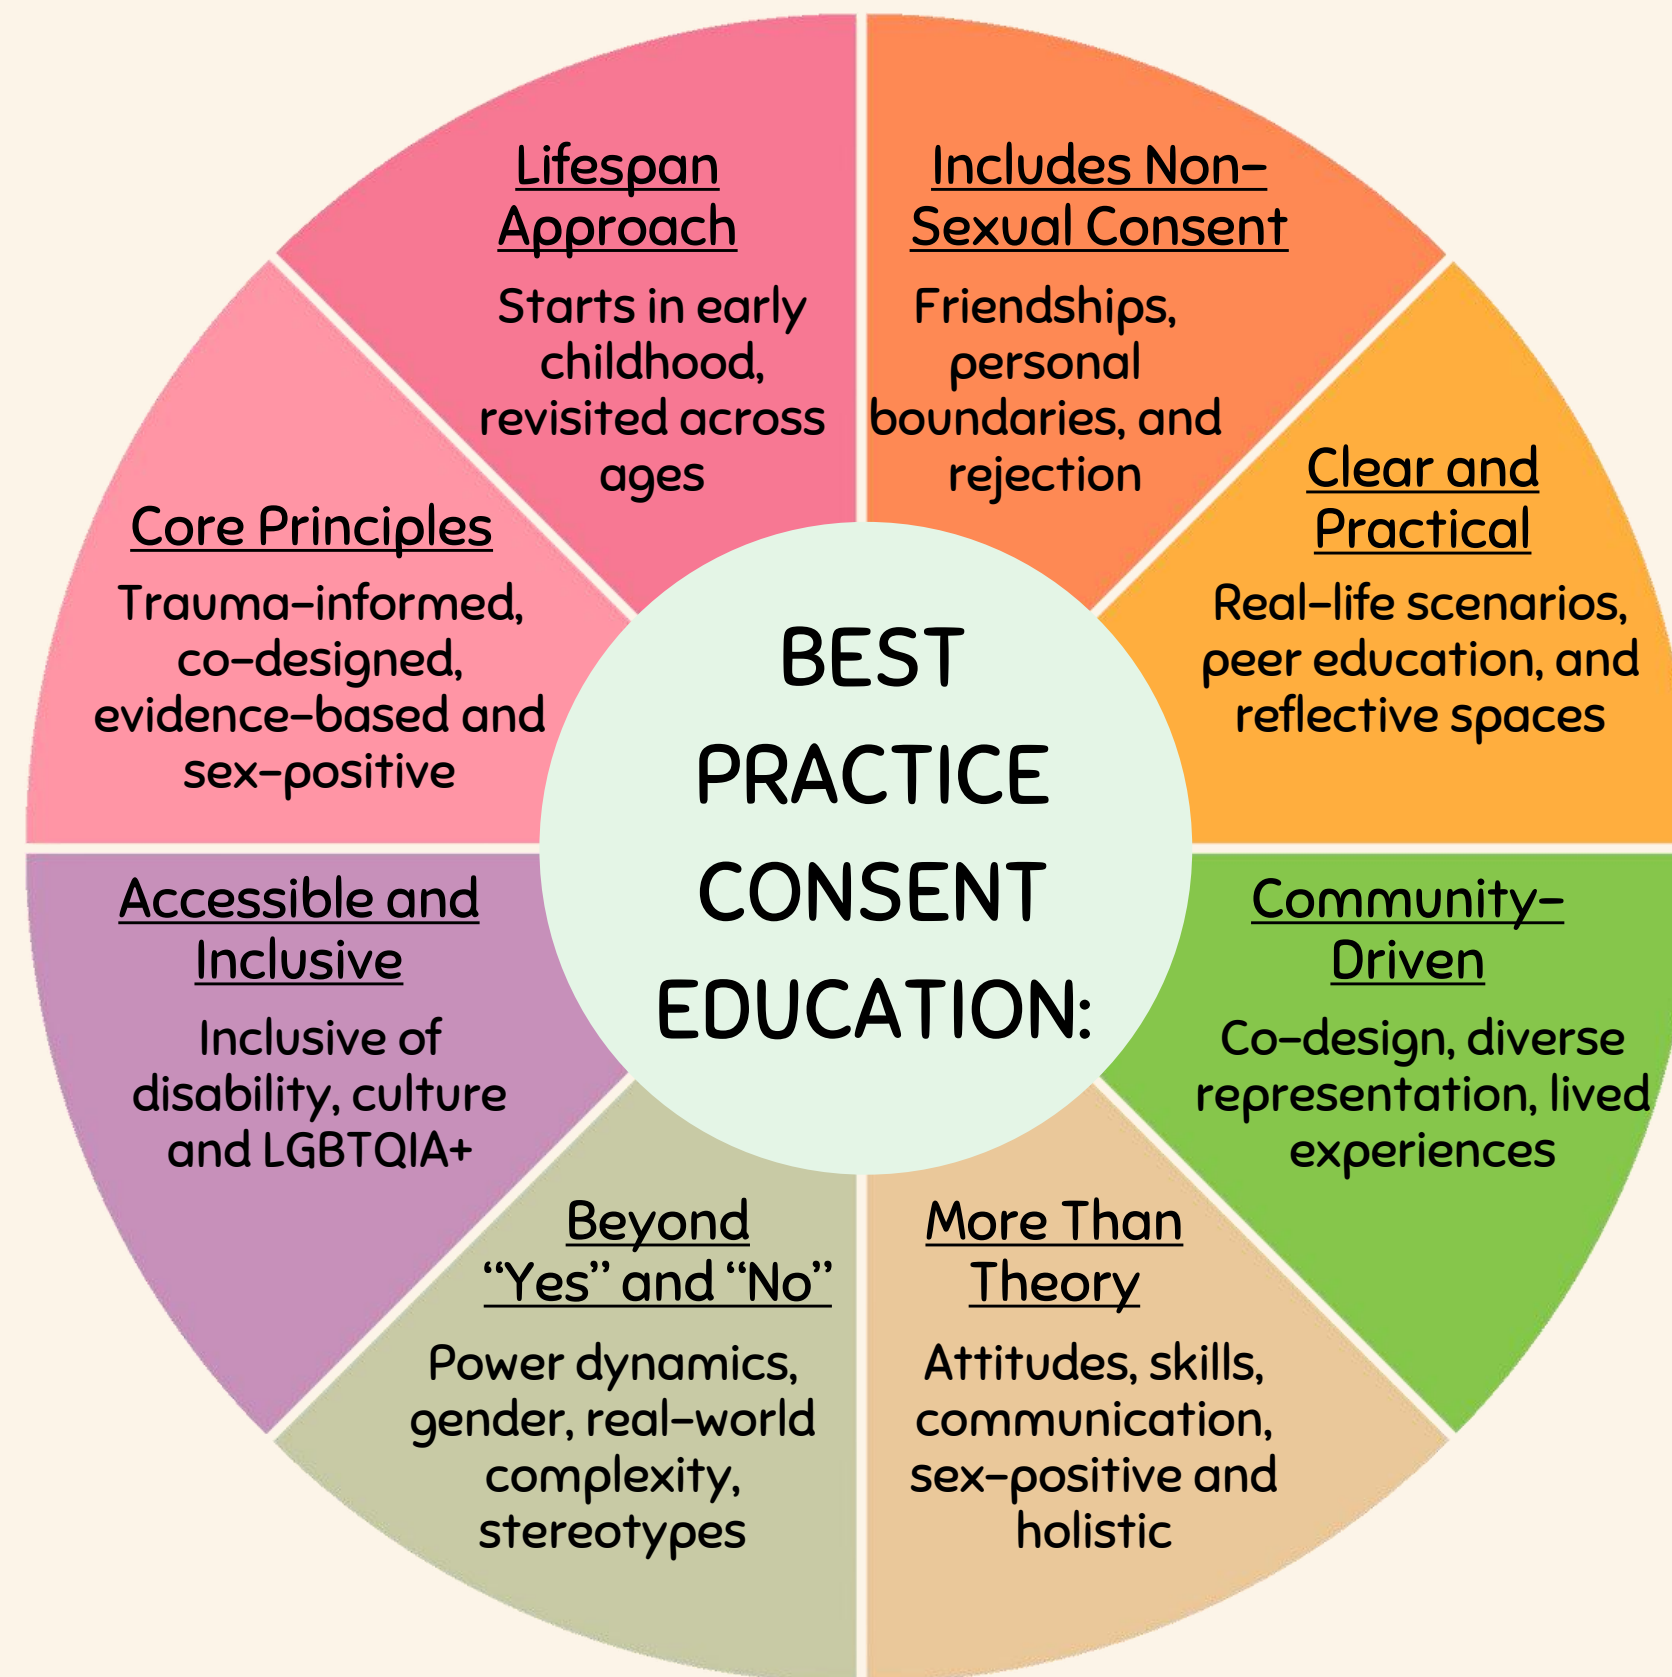 Lifespan
Approach
Starts in early
childhood,
revisited across
ages
Includes Non-
Sexual Consent
Friendships,
personal
boundaries, and
rejection
Clear and
Practical
Real-life scenarios,
peer education, and
reflective spaces
Community-
Driven
Co-design, diverse
representation, lived
experiences
More Than
Theory
Attitudes, skills,
communication,
sex-positive and
holistic
Beyond
“Yes” and “No”
Power dynamics,
gender, real-world
complexity,
stereotypes
Accessible and
Inclusive
Inclusive of
disability, culture
and LGBTQIA+
Core Principles
Trauma-informed,
co-designed,
evidence-based and
sex-positive
BEST
PRACTICE
CONSENT
EDUCATION: